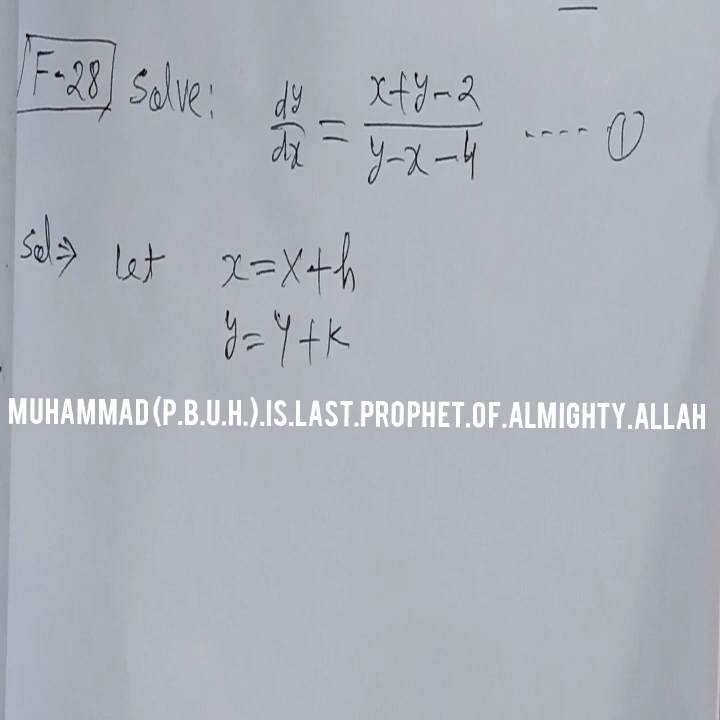 F-28 Solve: dy/dx = x+y-2/y-x-4 ---- ①
Sol⇒ Let x=X+h
y=Y+k
MUHAMMAD(P.B.U.H.).IS.LAST.PROPHET.OF.ALMIGHTY.ALLAH